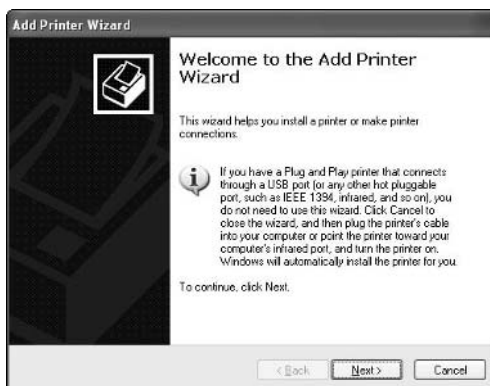 Add Printer Wizard
Welcome to the Add Printer
Wizard
This wizard helps you install a printer or make printer
connections.
If you have a Plug and Play printer that connects
through a USB port (or any other hot pluggable
port, such as IEEE 1394, infrared, and so on), you
do not need to use this wizard. Click Cancel to
close the wizard, and then plug the printer's cable
into your computer or point the printer toward your
computer's infrared port, and turn the printer on.
Windows will automatically install the printer for you.
To continue, click Next.
< Back
Next >
Cancel